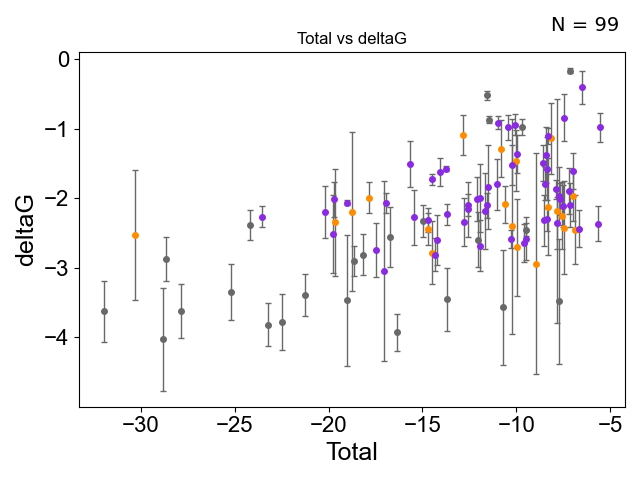 N = 99
Total vs deltaG
deltaG
0
−1
−2
−3
−4
−30
−25
−20
−15
−10
−5
Total